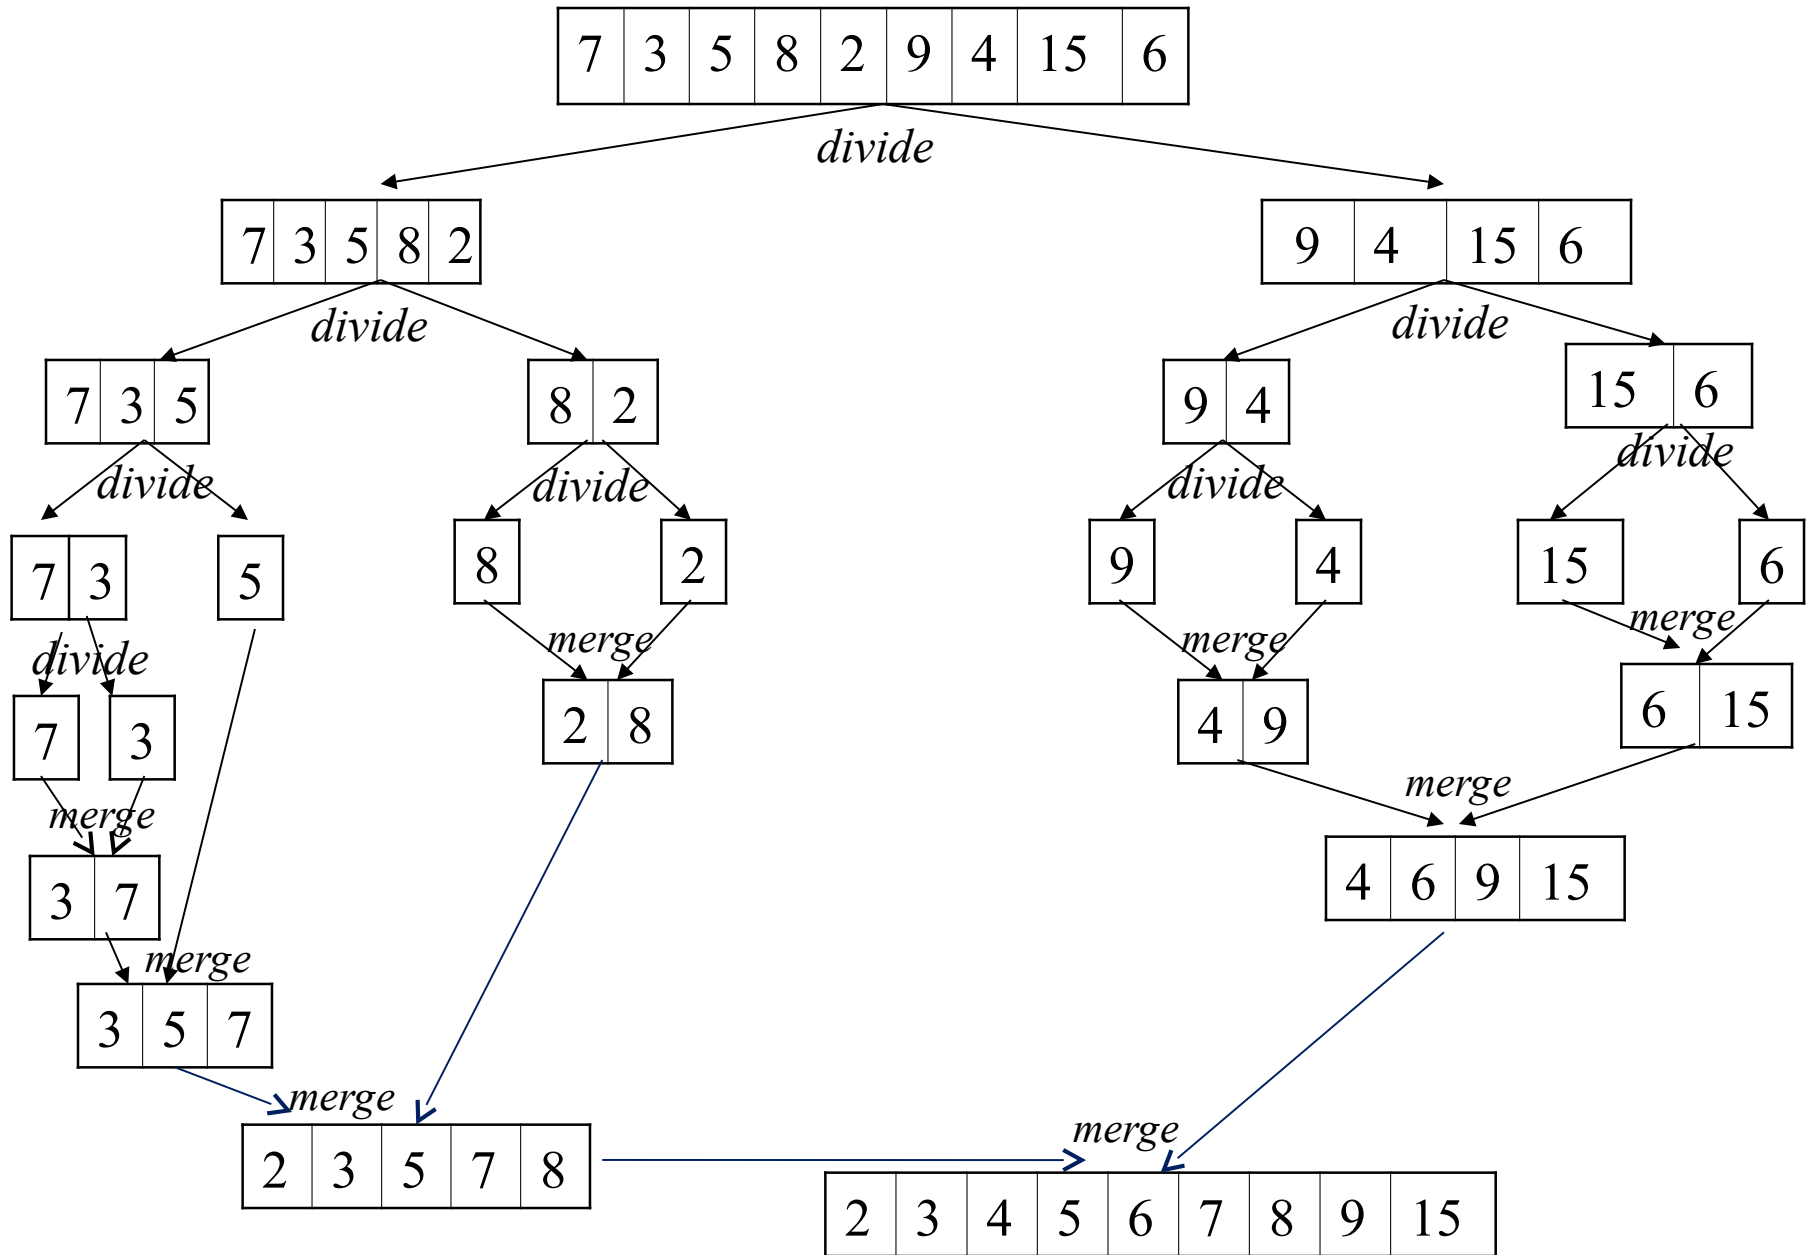 7 3 5 8 2 9 4 15 6
divide
7 3 5 8 2
9 4 15 6
divide
divide
7 3 5
8 2
9 4
15 6
divide
divide
divide
divide
7 3
5
8
2
9
4
15
6
divide
merge
merge
merge
7
3
2 8
4 9
6 15
merge
merge
3 7
4 6 9 15
merge
3 5 7
merge
merge
2 3 5 7 8
2 3 4 5 6 7 8 9 15